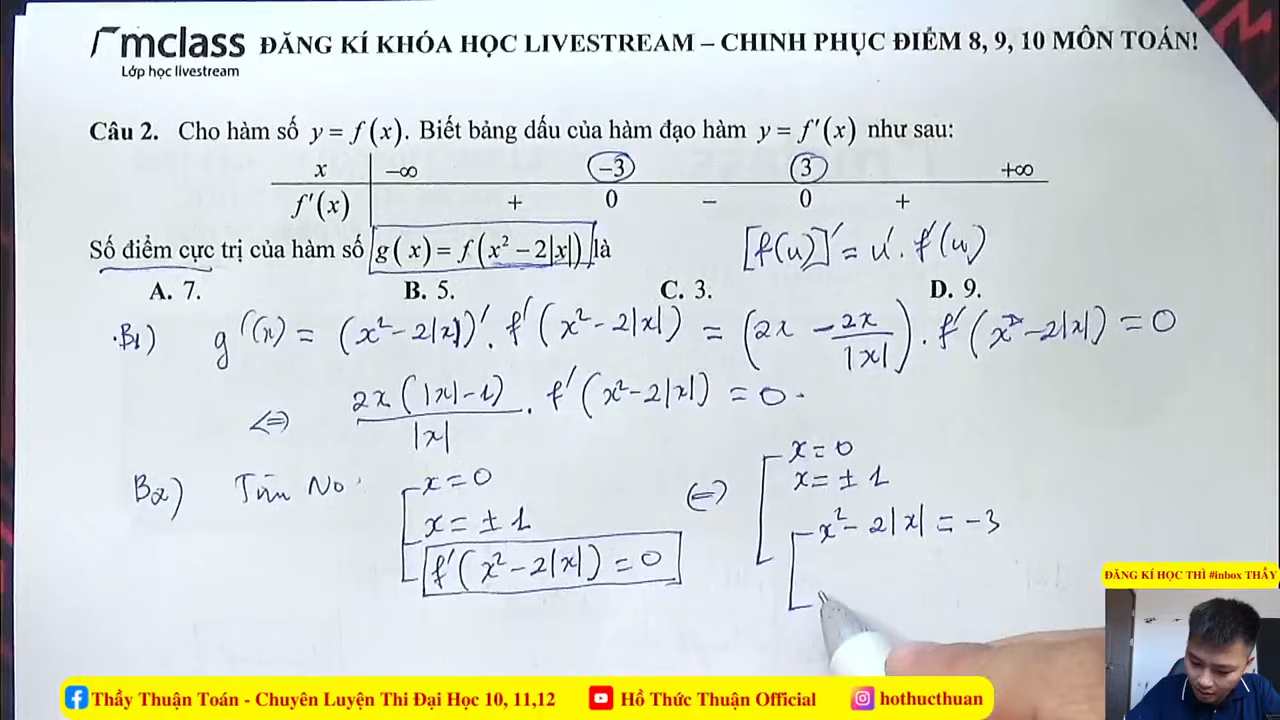 mclass
Lớp học livestream
ĐĂNG KÍ KHÓA HỌC LIVESTREAM – CHINH PHỤC ĐIỂM 8, 9, 10 MÔN TOÁN!
Câu 2. Cho hàm số y = f(x). Biết bảng dấu của hàm đạo hàm y = f′(x) như sau:
x −∞ −3 3 +∞
f′(x) + 0 − 0 +
Số điểm cực trị của hàm số g(x) = f(x² − 2|x|) là
[f(u)]′ = u′. f′(u)
A. 7. B. 5. C. 3. D. 9.
B1) g′(x) = (x² − 2|x|)′. f′(x² − 2|x|) = (2x − 2x/|x|). f′(x² − 2|x|) = 0
⇔ 2x(|x| − 1)/|x| . f′(x² − 2|x|) = 0.
B2) Tìm No:
x = 0
x = ± 1
f′(x² − 2|x|) = 0
⇔
x = 0
x = ± 1
x² − 2|x| = −3
ĐĂNG KÍ HỌC THÌ #inbox THẦY
Thầy Thuận Toán - Chuyên Luyện Thi Đại Học 10, 11,12
Hồ Thức Thuận Official
hothucthuan